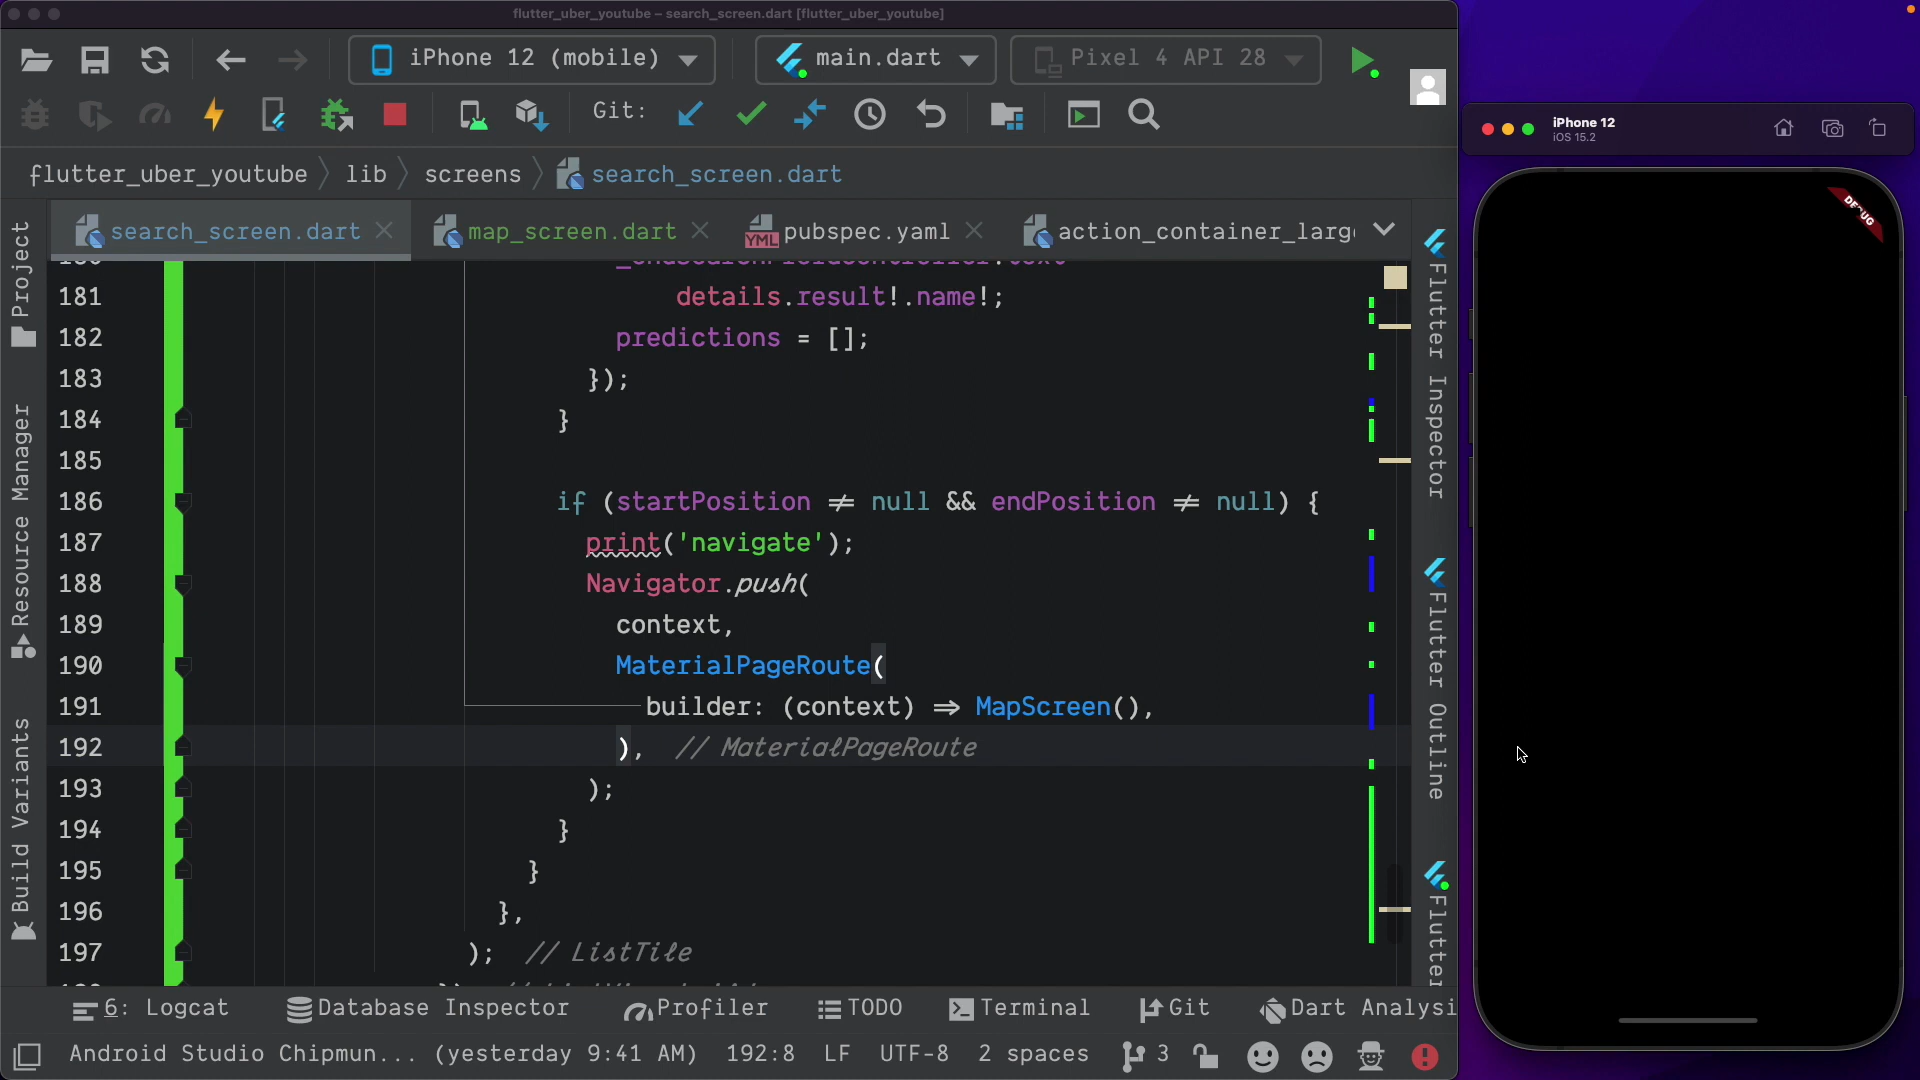 flutter_uber_youtube – search_screen.dart [flutter_uber_youtube]
iPhone 12 (mobile)
main.dart
Pixel 4 API 28
Git:
flutter_uber_youtube
lib
screens
search_screen.dart
search_screen.dart
map_screen.dart
YML
pubspec.yaml
action_container_larg
181 details.result!.name!;
182 predictions = [];
183 });
184 }
185
186 if (startPosition ≠ null && endPosition ≠ null) {
187 print('navigate');
188 Navigator.push(
189 context,
190 MaterialPageRoute(
191 builder: (context) ⇒ MapScreen(),
192 ), // MaterialPageRoute
193 );
194 }
195 }
196 },
197 ); // ListTile
Project
Resource Manager
Build Variants
Flutter Inspector
Flutter Outline
Flutter
6: Logcat
Database Inspector
Profiler
TODO
Terminal
Git
Dart Analysi
Android Studio Chipmun... (yesterday 9:41 AM)
192:8
LF
UTF-8
2 spaces
3
iPhone 12
iOS 15.2
DEBUG